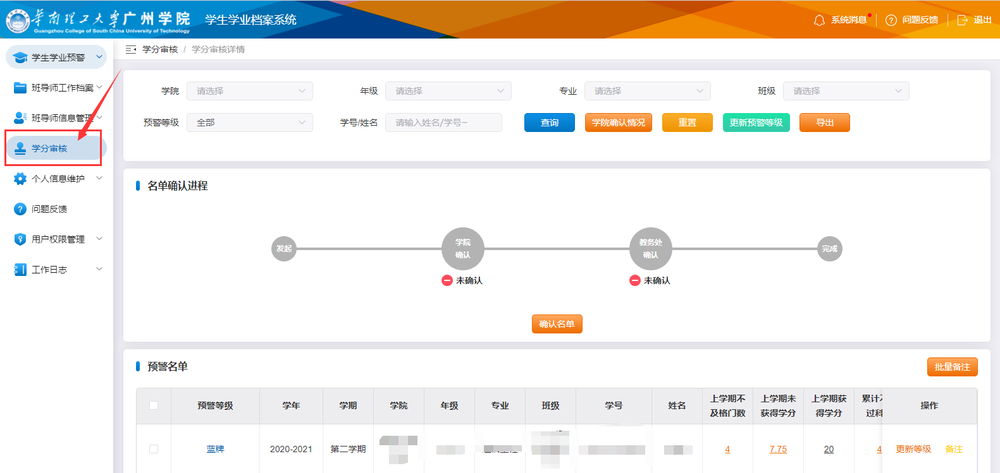 华南理工大学广州学院
Guangzhou College of South China University of Technology
学生学业档案系统
系统消息
问题反馈
退出
学生学业预警
班导师工作档案
班导师信息管理
学分审核
个人信息维护
问题反馈
用户权限管理
工作日志
学分审核 / 学分审核详情
学院 请选择 年级 请选择 专业 请选择 班级 请选择
预警等级 全部 学号/姓名 请输入姓名/学号~ 查询 学院确认情况 重置 更新预警等级 导出
名单确认进程
发起
学院
确认
未确认
教务处
确认
未确认
完成
确认名单
预警名单
批量备注
预警等级 学年 学期 学院 年级 专业 班级 学号 姓名 上学期不及格门数 上学期未获得学分 上学期获得学分 累计 过科 操作
蓝牌 2020-2021 第二学期 4 7.75 20 4 更新等级 备注